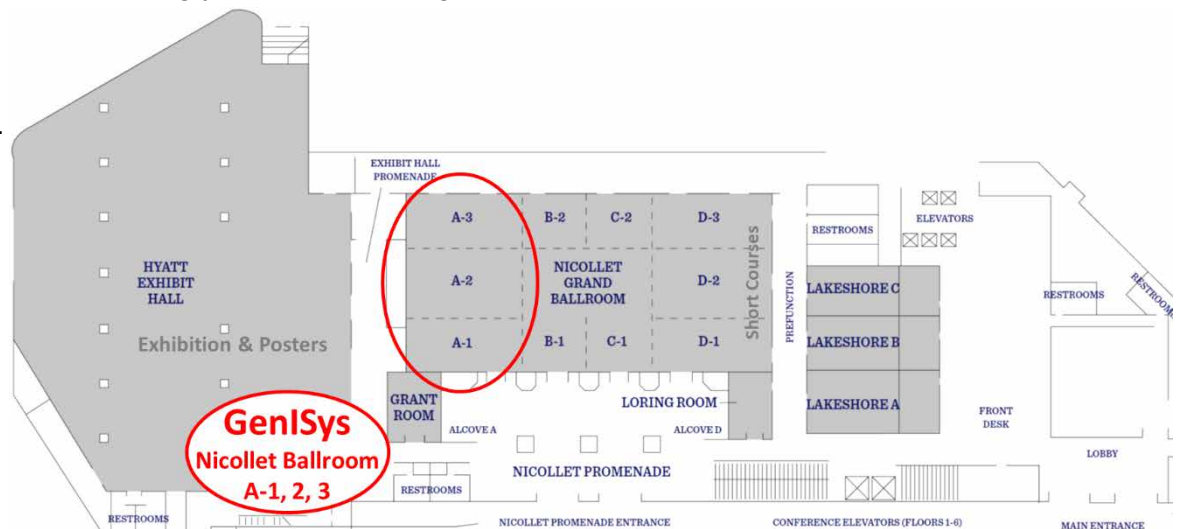 EXHIBIT HALL
PROMENADE
A-3
B-2
C-2
D-3
RESTROOMS
ELEVATORS
HYATT
EXHIBIT
HALL
A-2
NICOLLET
GRAND
BALLROOM
D-2
Short Courses
PREFUNCTION
LAKESHORE C
RESTROOMS
RESTROOMS
Exhibition & Posters
A-1
B-1
C-1
D-1
LAKESHORE B
GRANT
ROOM
LORING ROOM
LAKESHORE A
FRONT
DESK
GenISys
Nicollet Ballroom
A-1, 2, 3
ALCOVE A
ALCOVE D
NICOLLET PROMENADE
LOBBY
RESTROOMS
RESTROOMS
NICOLLET PROMENADE ENTRANCE
CONFERENCE ELEVATORS (FLOORS 1-6)
MAIN ENTRANCE